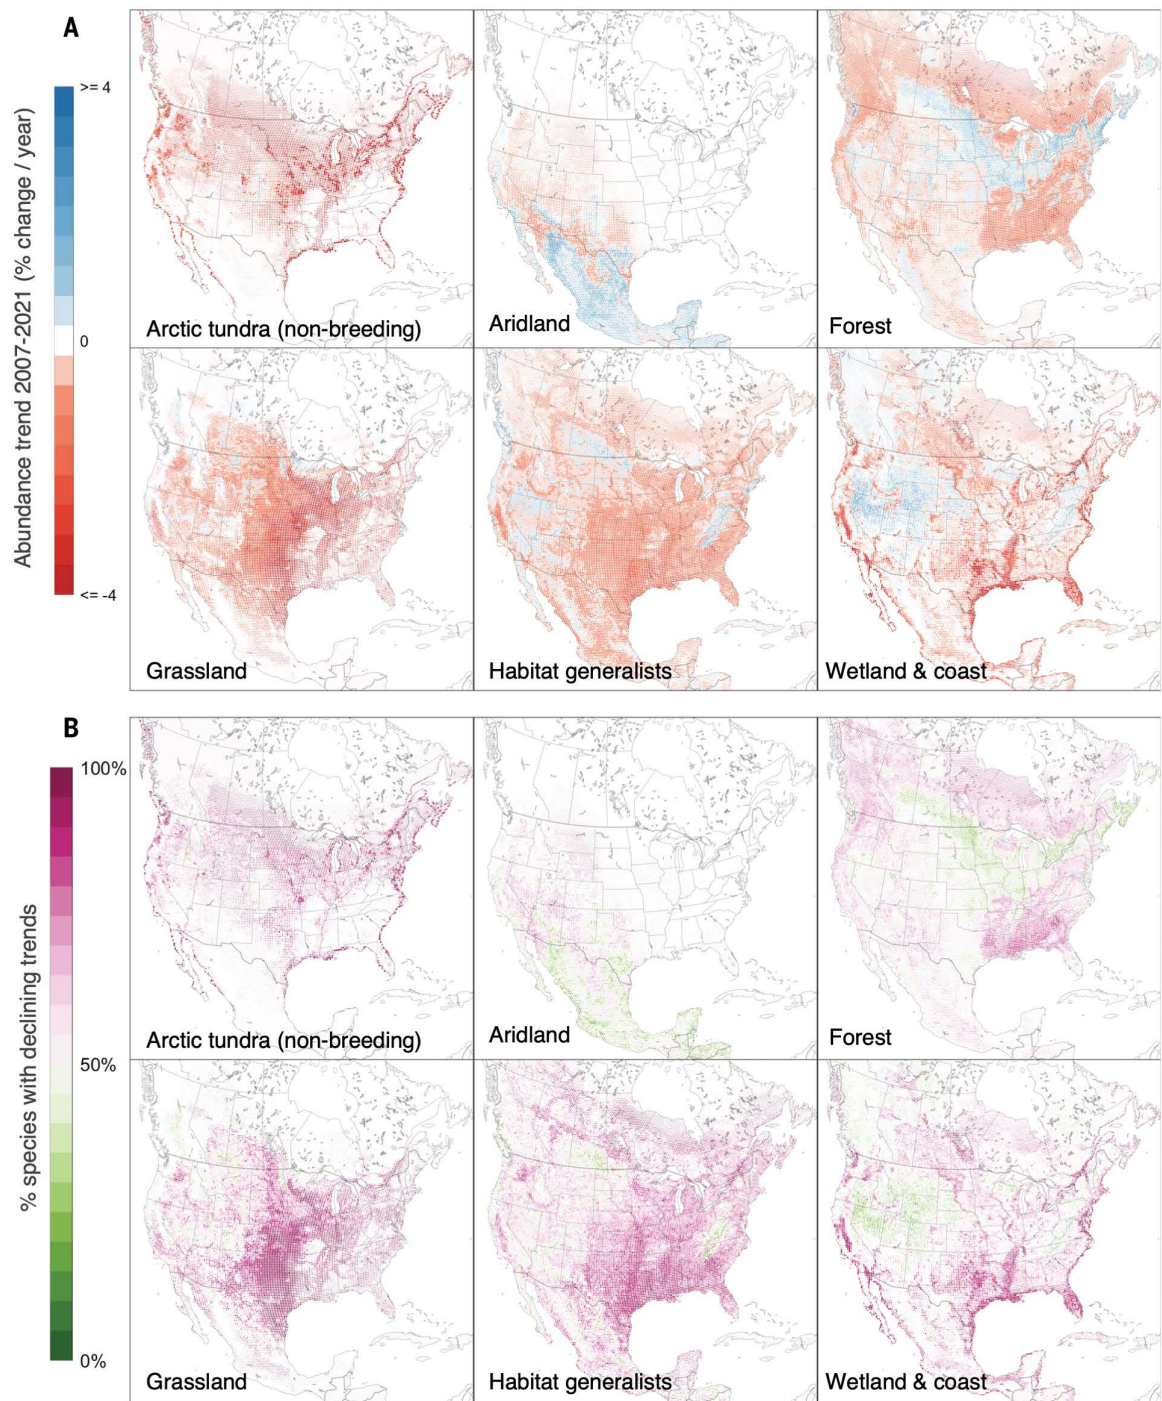 A
Abundance trend 2007-2021 (% change / year)
>= 4
0
<= -4
Arctic tundra (non-breeding)
Aridland
Forest
Grassland
Habitat generalists
Wetland & coast
B
% species with declining trends
100%
50%
0%
Arctic tundra (non-breeding)
Aridland
Forest
Grassland
Habitat generalists
Wetland & coast